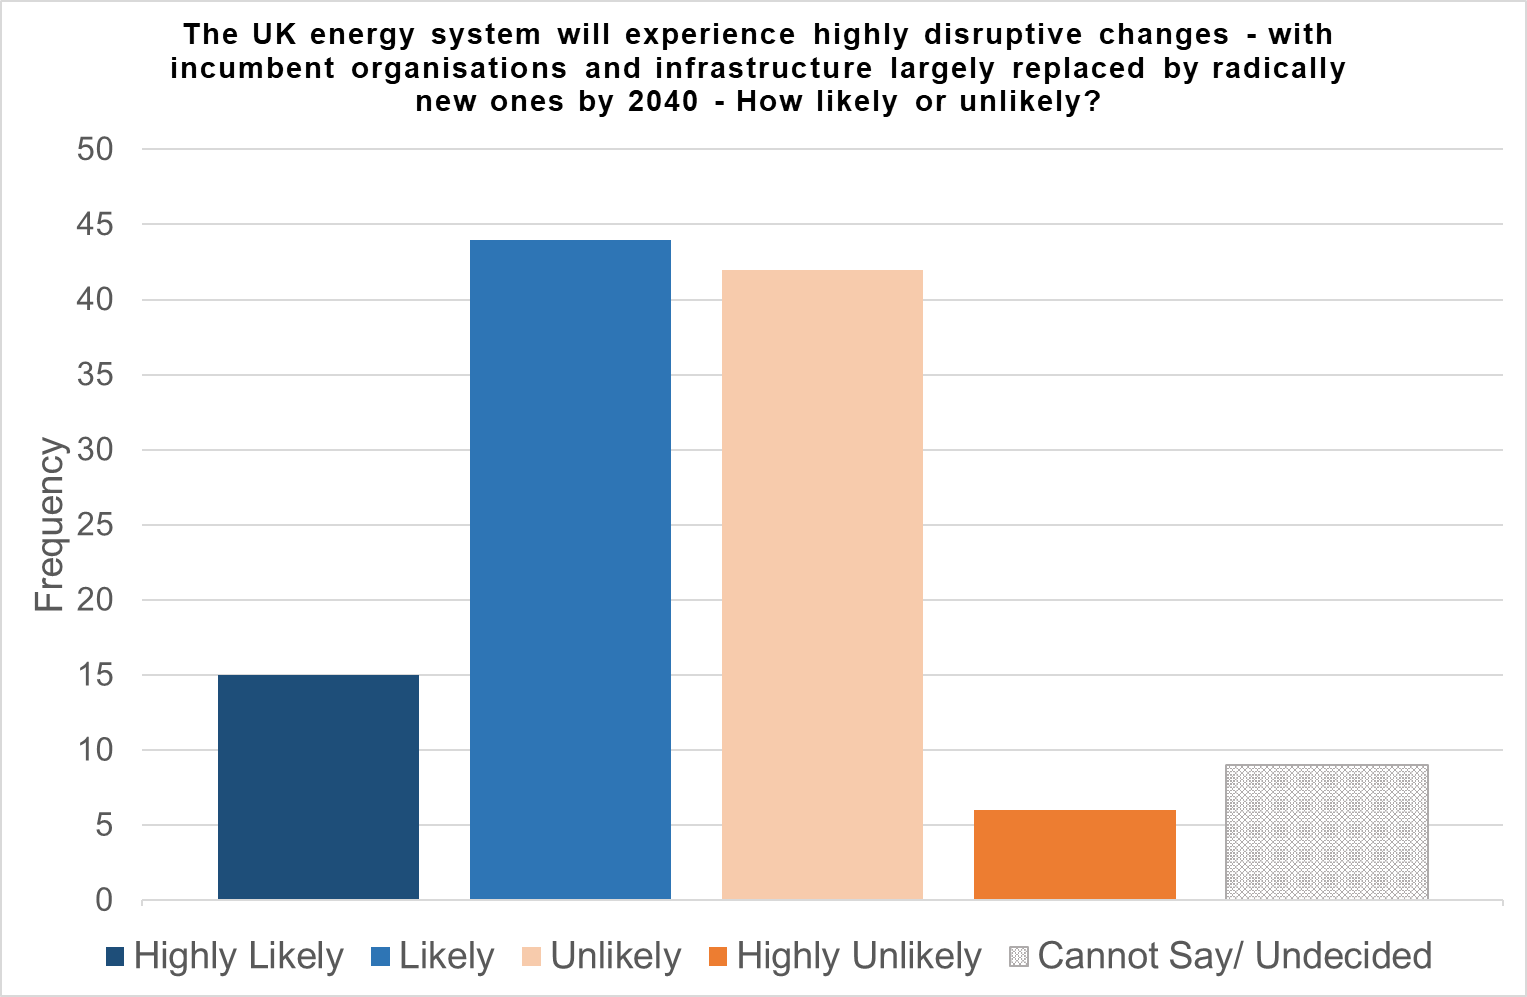 The UK energy system will experience highly disruptive changes - with
incumbent organisations and infrastructure largely replaced by radically
new ones by 2040 - How likely or unlikely?
50
45
40
35
30
25
20
15
10
5
0
Frequency
Highly Likely Likely Unlikely Highly Unlikely Cannot Say/ Undecided